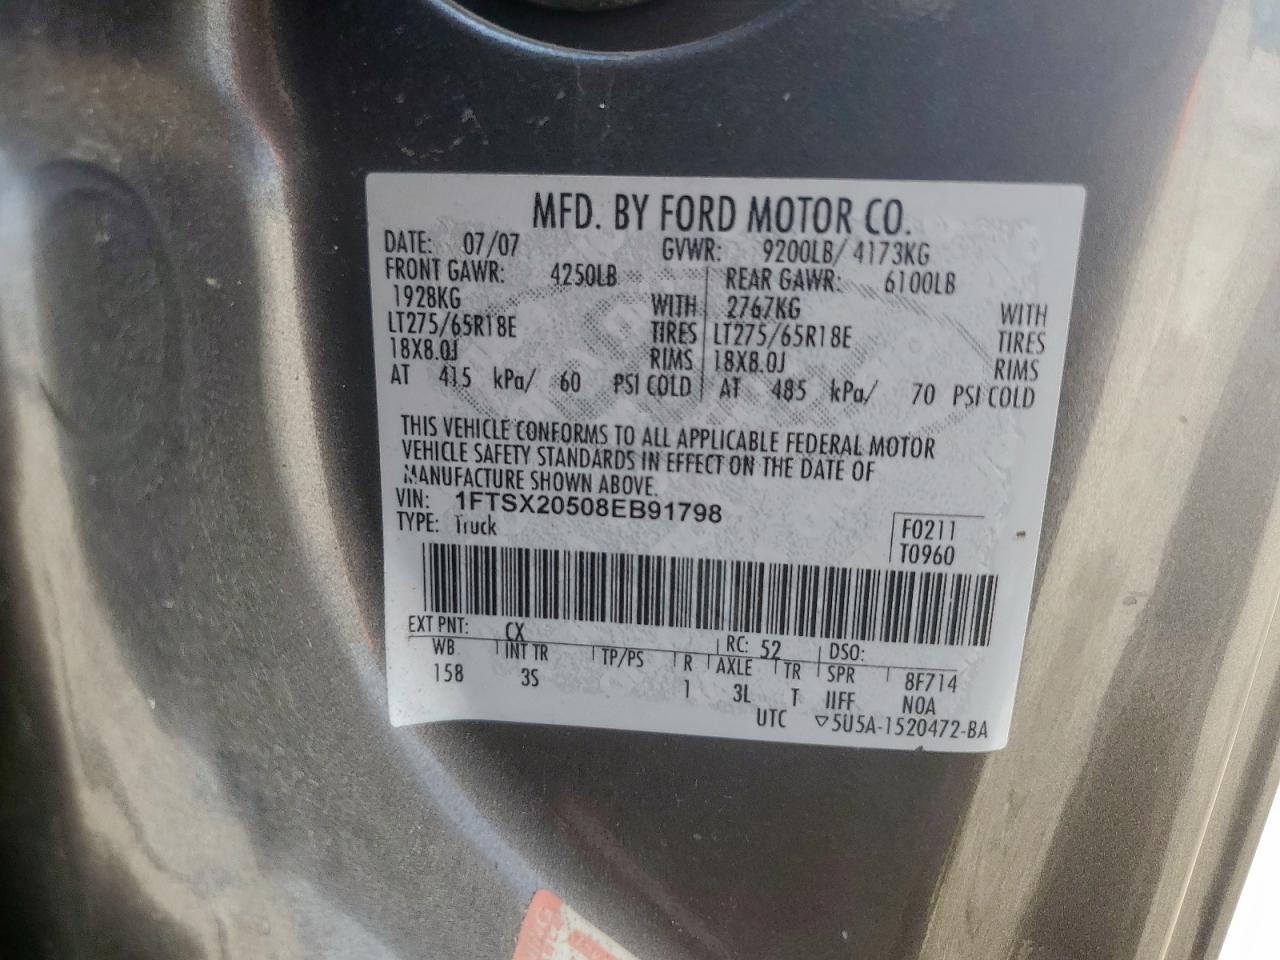 MFD. BY FORD MOTOR CO.
DATE: 07/07 GVWR: 9200LB/ 4173KG
FRONT GAWR: 4250LB REAR GAWR: 6100LB
1928KG WITH 2767KG WITH
LT275/65R18E TIRES LT275/65R18E TIRES
18X8.0J RIMS 18X8.0J RIMS
AT 415 kPa/ 60 PSI COLD AT 485 kPa/ 70 PSI COLD
THIS VEHICLE CONFORMS TO ALL APPLICABLE FEDERAL MOTOR
VEHICLE SAFETY STANDARDS IN EFFECT ON THE DATE OF
MANUFACTURE SHOWN ABOVE.
VIN: 1FTSX20508EB91798
TYPE: Truck F0211
T0960
EXT PNT: CX RC: 52 DSO:
WB INT TR TP/PS R AXLE TR SPR 8F714
158 3S 1 3L T IIFF N0A
UTC ▽5U5A-1520472-BA